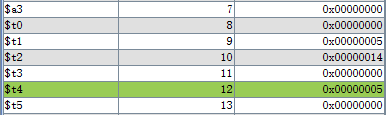 $a3 7 0x00000000
$t0 8 0x00000000
$t1 9 0x00000005
$t2 10 0x00000014
$t3 11 0x00000000
$t4 12 0x00000005
$t5 13 0x00000000